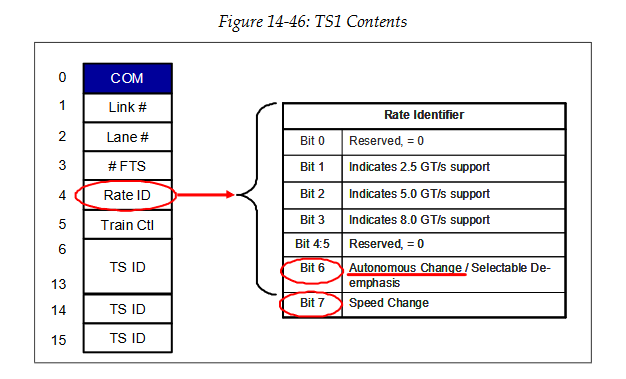 Figure 14-46: TS1 Contents
0 COM
1 Link #
2 Lane #
3 # FTS
4 Rate ID
5 Train Ctl
6
TS ID
13
14 TS ID
15 TS ID
Rate Identifier
Bit 0 Reserved, = 0
Bit 1 Indicates 2.5 GT/s support
Bit 2 Indicates 5.0 GT/s support
Bit 3 Indicates 8.0 GT/s support
Bit 4:5 Reserved, = 0
Bit 6 Autonomous Change / Selectable De-
emphasis
Bit 7 Speed Change